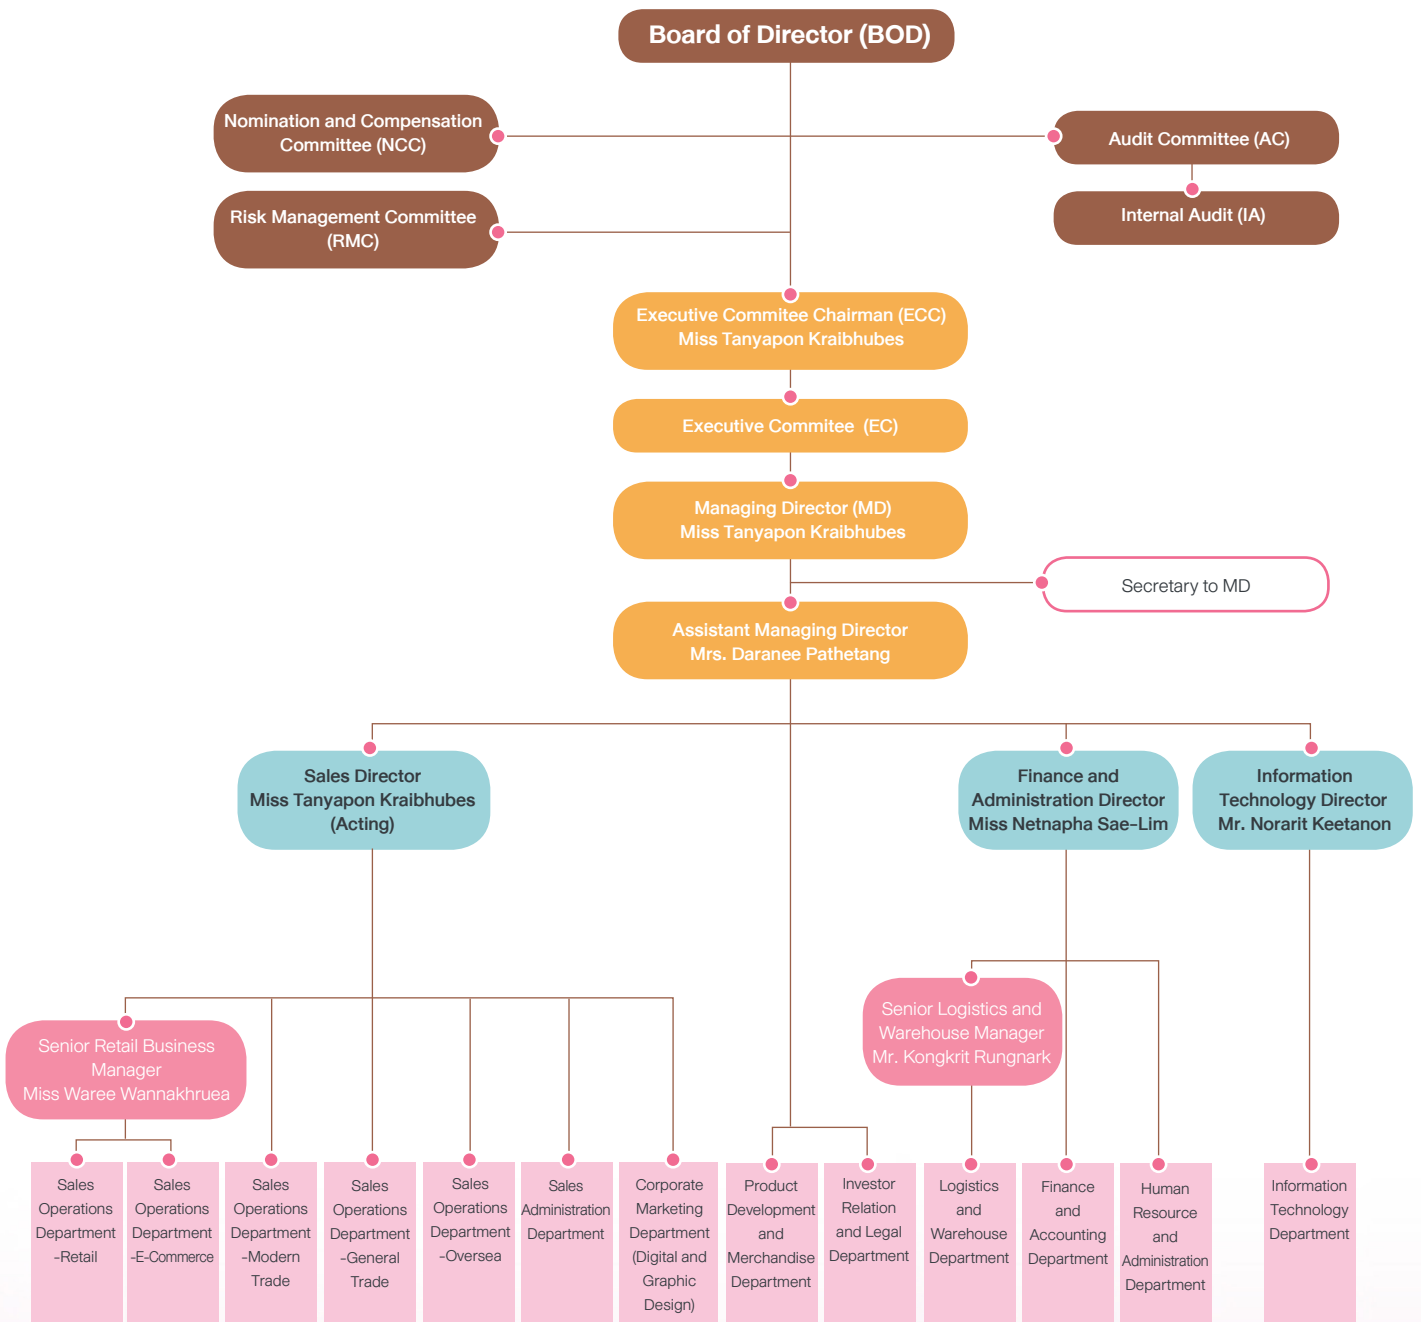 Board of Director (BOD)
Nomination and Compensation
Committee (NCC)
Audit Committee (AC)
Risk Management Committee
(RMC)
Internal Audit (IA)
Executive Commitee Chairman (ECC)
Miss Tanyapon Kraibhubes
Executive Commitee (EC)
Managing Director (MD)
Miss Tanyapon Kraibhubes
Secretary to MD
Assistant Managing Director
Mrs. Daranee Pathetang
Sales Director
Miss Tanyapon Kraibhubes
(Acting)
Finance and
Administration Director
Miss Netnapha Sae-Lim
Information
Technology Director
Mr. Norarit Keetanon
Senior Retail Business
Manager
Miss Waree Wannakhruea
Senior Logistics and
Warehouse Manager
Mr. Kongkrit Rungnark
Sales
Operations
Department
-Retail
Sales
Operations
Department
-E-Commerce
Sales
Operations
Department
-Modern
Trade
Sales
Operations
Department
-General
Trade
Sales
Operations
Department
-Oversea
Sales
Administration
Department
Corporate
Marketing
Department
(Digital and
Graphic
Design)
Product
Development
and
Merchandise
Department
Investor
Relation
and Legal
Department
Logistics
and
Warehouse
Department
Finance
and
Accounting
Department
Human
Resource
and
Administration
Department
Information
Technology
Department